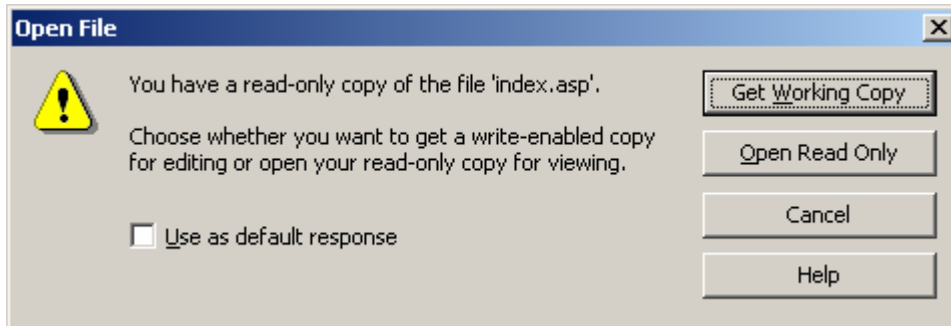 Open File
You have a read-only copy of the file 'index.asp'.
Choose whether you want to get a write-enabled copy
for editing or open your read-only copy for viewing.
Use as default response
Get Working Copy
Open Read Only
Cancel
Help